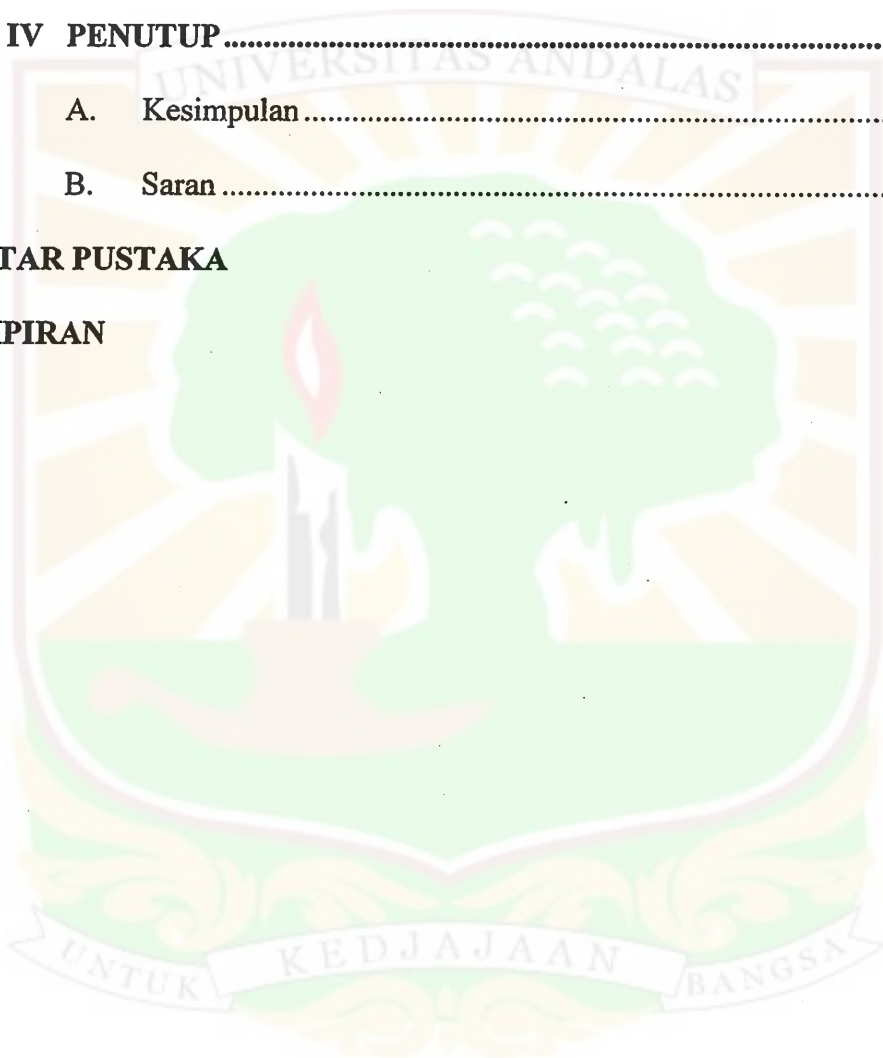 IV PENUTUP........................................................................
UNIVERSITAS ANDALAS
A. Kesimpulan........................................................................
B. Saran........................................................................
TAR PUSTAKA
PIRAN
UNTUK KEDJAJAAN BANGSA